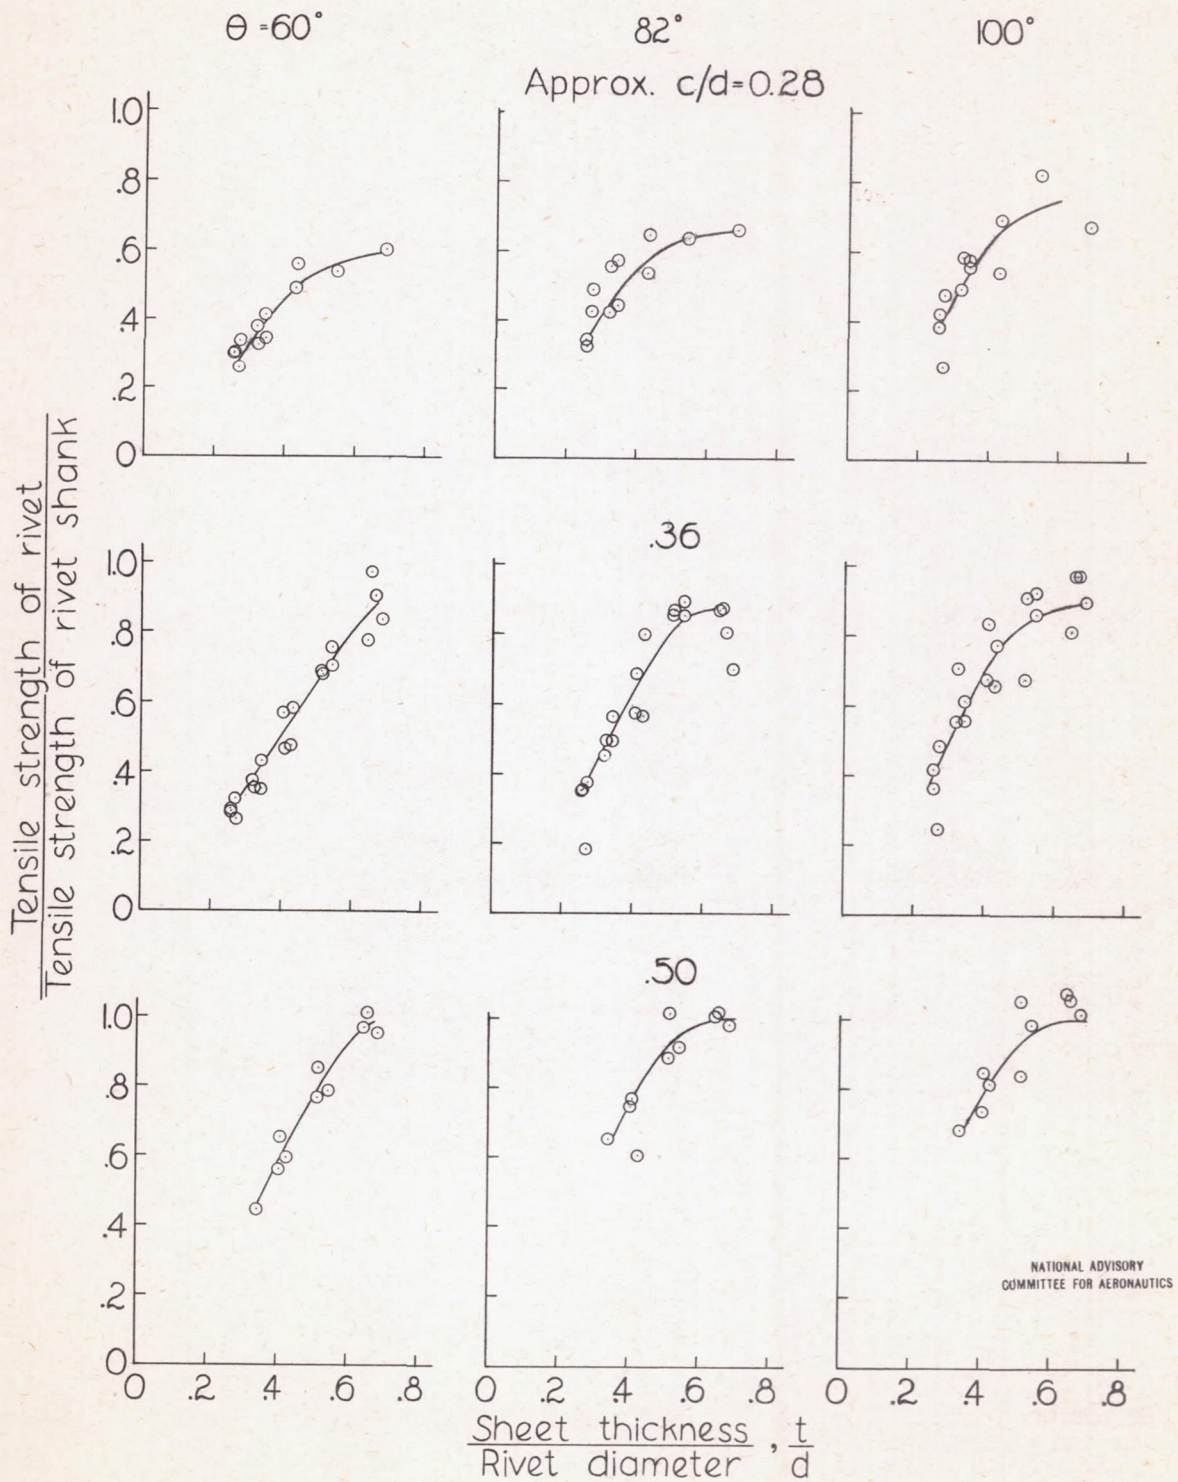 θ =60° 82° 100°
Approx. c/d=0.28
1.0
.8
.6
.4
.2
0
Tensile strength of rivet
Tensile strength of rivet shank
.36
1.0
.8
.6
.4
.2
0
.50
1.0
.8
.6
.4
.2
0
NATIONAL ADVISORY
COMMITTEE FOR AERONAUTICS
0 .2 .4 .6 .8 0 .2 .4 .6 .8 0 .2 .4 .6 .8
Sheet thickness , t
Rivet diameter d